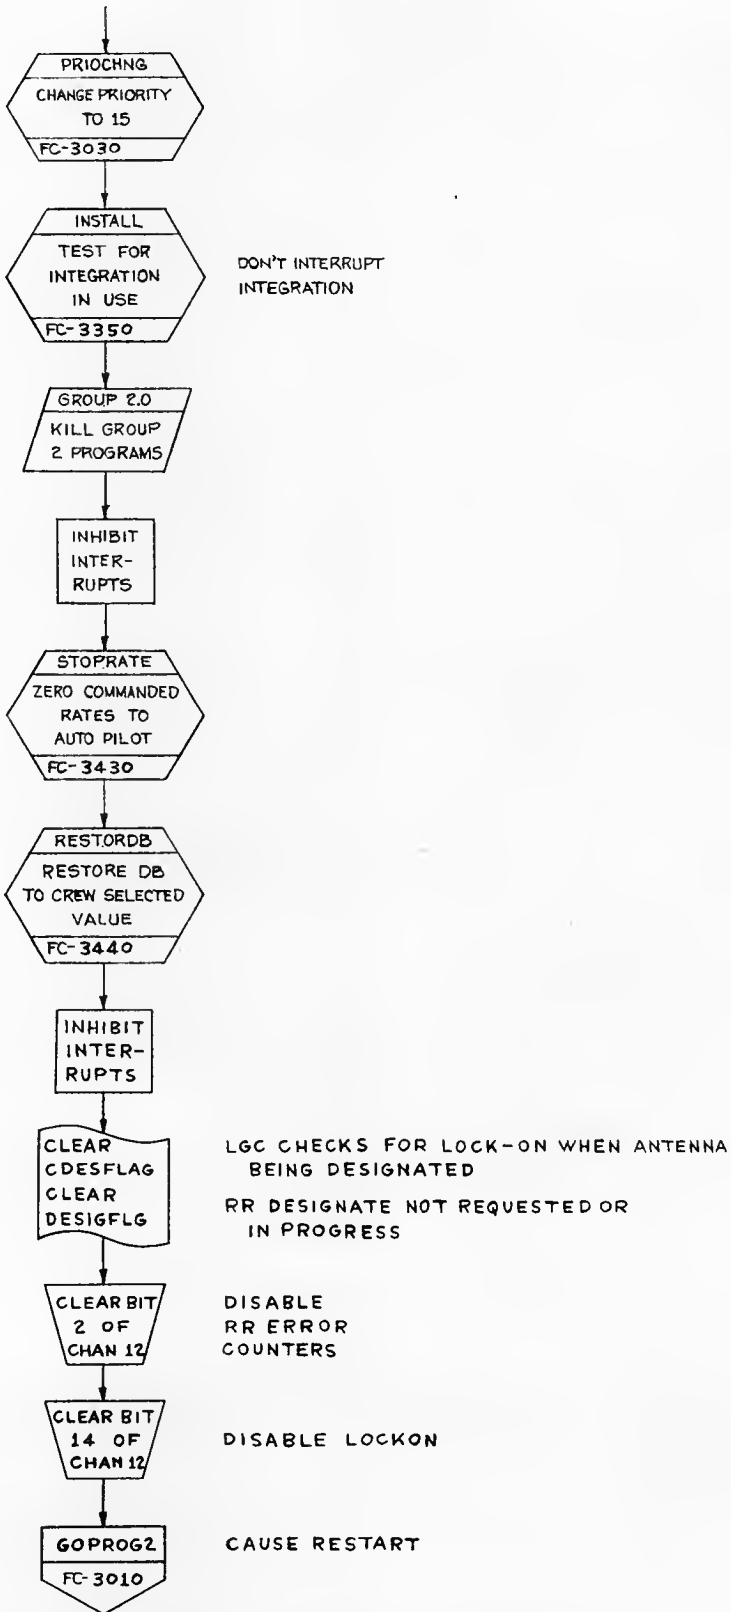 PRIOCHNG
CHANGE PRIORITY
TO 15
FC-3030
INSTALL
TEST FOR
INTEGRATION
IN USE
FC-3350
DON'T INTERRUPT
INTEGRATION
GROUP 2.0
KILL GROUP
2 PROGRAMS
INHIBIT
INTER-
RUPTS
STOPRATE
ZERO COMMANDED
RATES TO
AUTO PILOT
FC-3430
RESTORDB
RESTORE DB
TO CREW SELECTED
VALUE
FC-3440
INHIBIT
INTER-
RUPTS
CLEAR
CDESFLAG
CLEAR
DESIGFLG
LGC CHECKS FOR LOCK-ON WHEN ANTENNA
BEING DESIGNATED
RR DESIGNATE NOT REQUESTED OR
IN PROGRESS
CLEAR BIT
2 OF
CHAN 12
DISABLE
RR ERROR
COUNTERS
CLEAR BIT
14 OF
CHAN 12
DISABLE LOCKON
GOPROG2
FC-3010
CAUSE RESTART